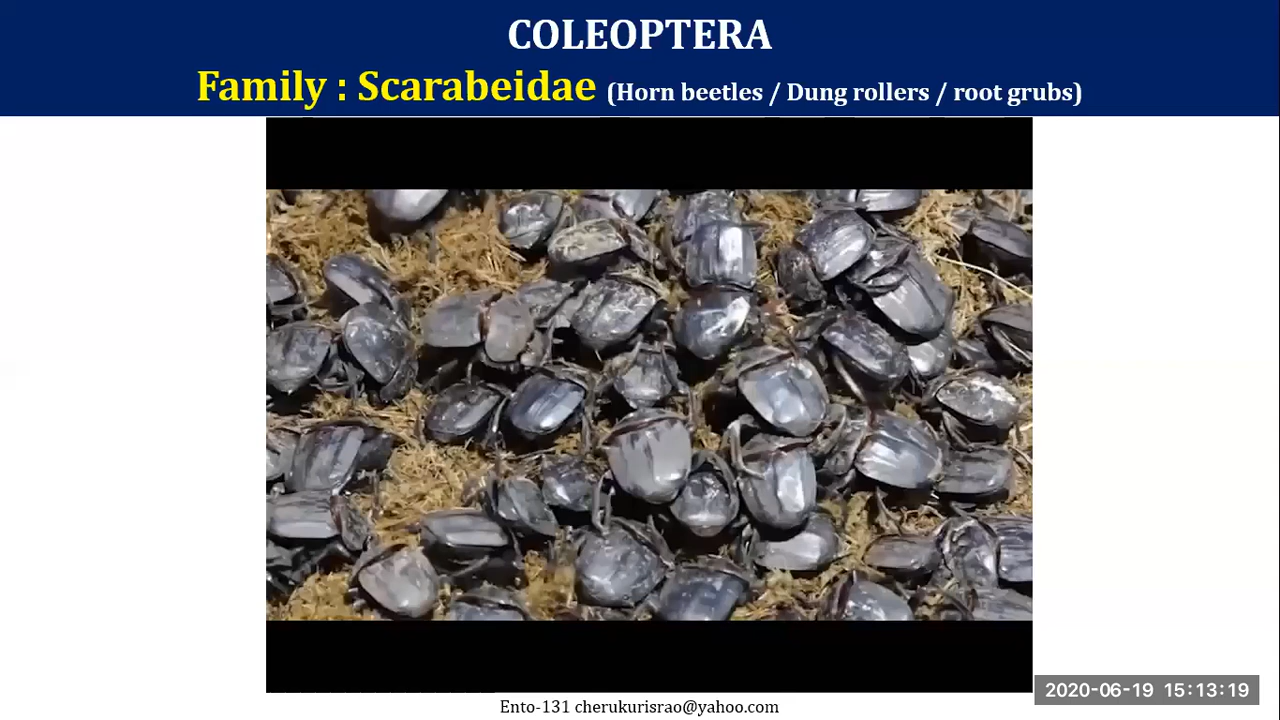 COLEOPTERA
Family : Scarabeidae (Horn beetles / Dung rollers / root grubs)
2020-06-19 15:13:19
Ento-131 cherukurisrao@yahoo.com